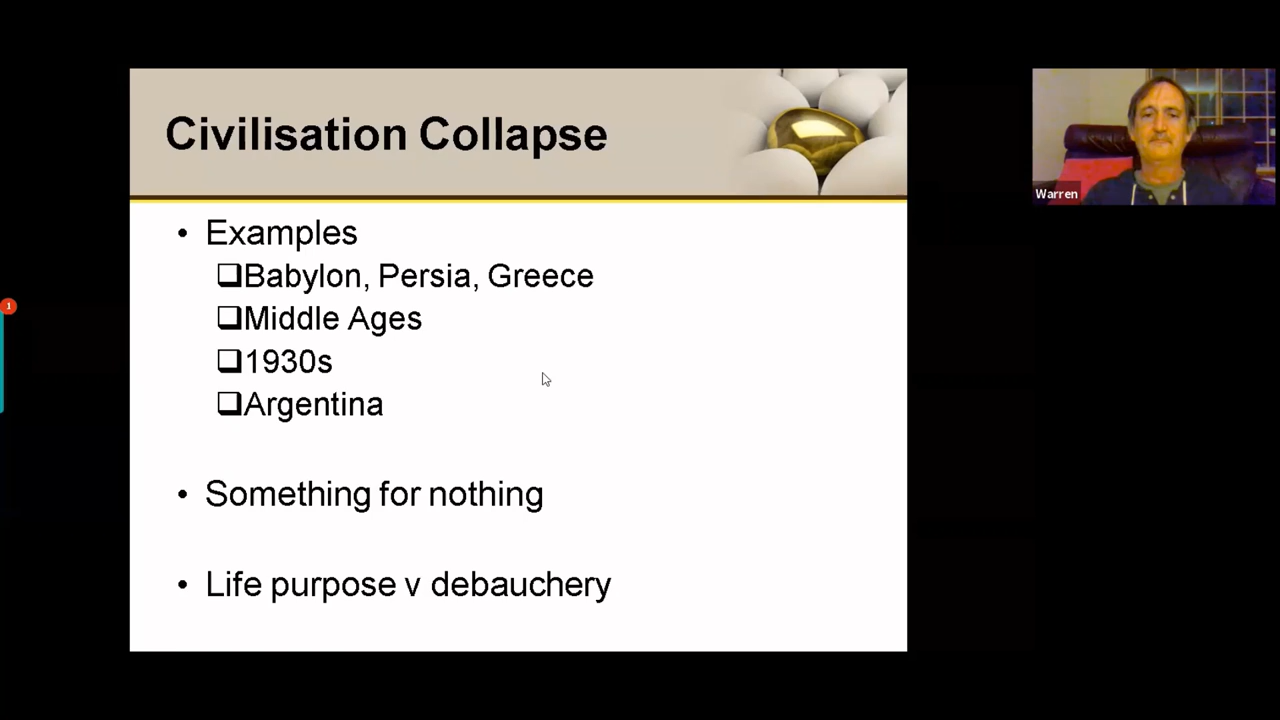 Civilisation Collapse
• Examples
❑Babylon, Persia, Greece
❑Middle Ages
❑1930s
❑Argentina
• Something for nothing
• Life purpose v debauchery
Warren
1